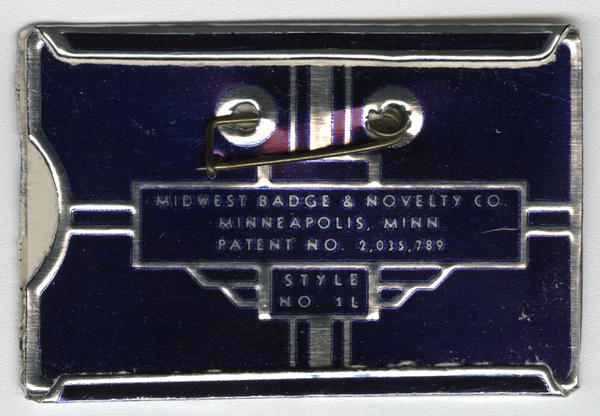 MIDWEST BADGE & NOVELTY CO.
MINNEAPOLIS, MINN
PATENT NO. 2,035,789
STYLE
NO. 1L